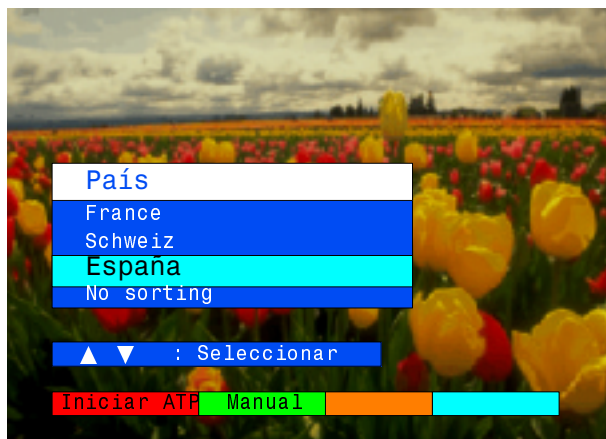 País
France
Schweiz
España
No sorting
▲ ▼ : Seleccionar
Iniciar ATP Manual